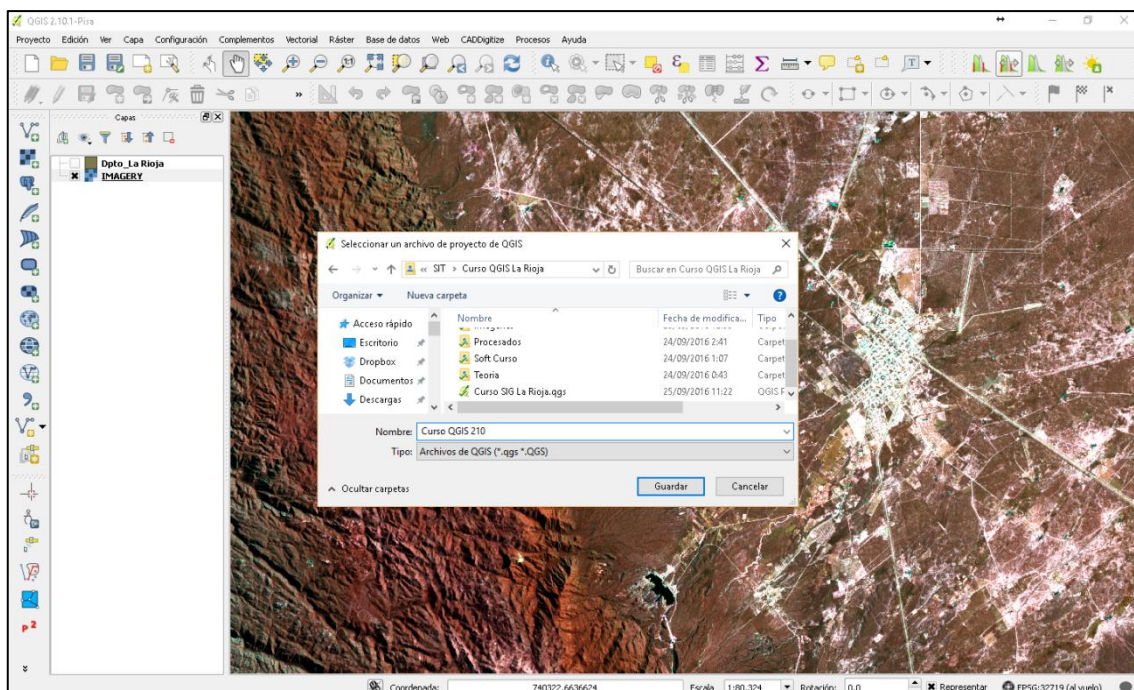 QGIS 2.10.1-Pisa
Proyecto Edición Ver Capa Configuración Complementos Vectorial Ráster Base de datos Web CADDigitize Procesos Ayuda
Capas
Dpto_La Rioja
IMAGERY
Seleccionar un archivo de proyecto de QGIS
« SIT > Curso QGIS La Rioja
Buscar en Curso QGIS La Rioja
Organizar Nueva carpeta
Nombre Fecha de modifica... Tipo
Acceso rápido
Escritorio
Dropbox
Documentos
Descargas
Procesados 24/09/2016 2:41 Carpet
Soft Curso 24/09/2016 1:07 Carpet
Teoria 24/09/2016 0:43 Carpet
Curso SIG La Rioja.qgs 25/09/2016 11:22 QGIS F
Nombre: Curso QGIS 210
Tipo: Archivos de QGIS (*.qgs *.QGS)
Ocultar carpetas Guardar Cancelar
Coordenada: 740322,6636624 Escala 1:80.324 Rotación: 0,0 Representar EPSG:32719 (al vuelo)